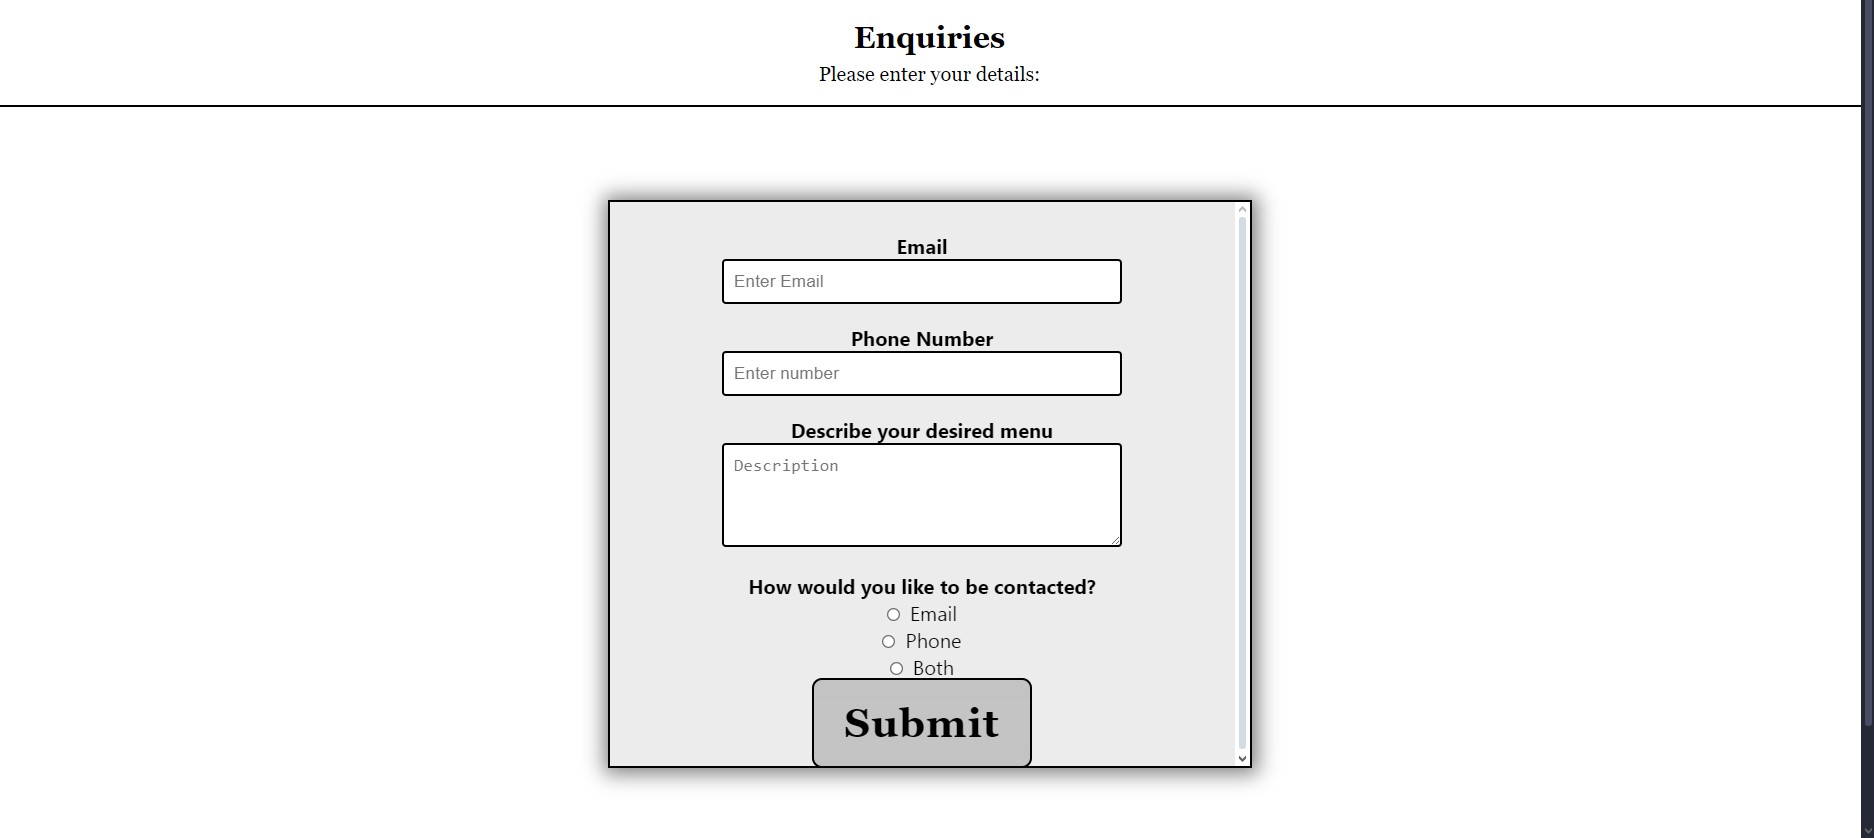 Enquiries
Please enter your details:
Email
Enter Email
Phone Number
Enter number
Describe your desired menu
Description
How would you like to be contacted?
Email
Phone
Both
Submit